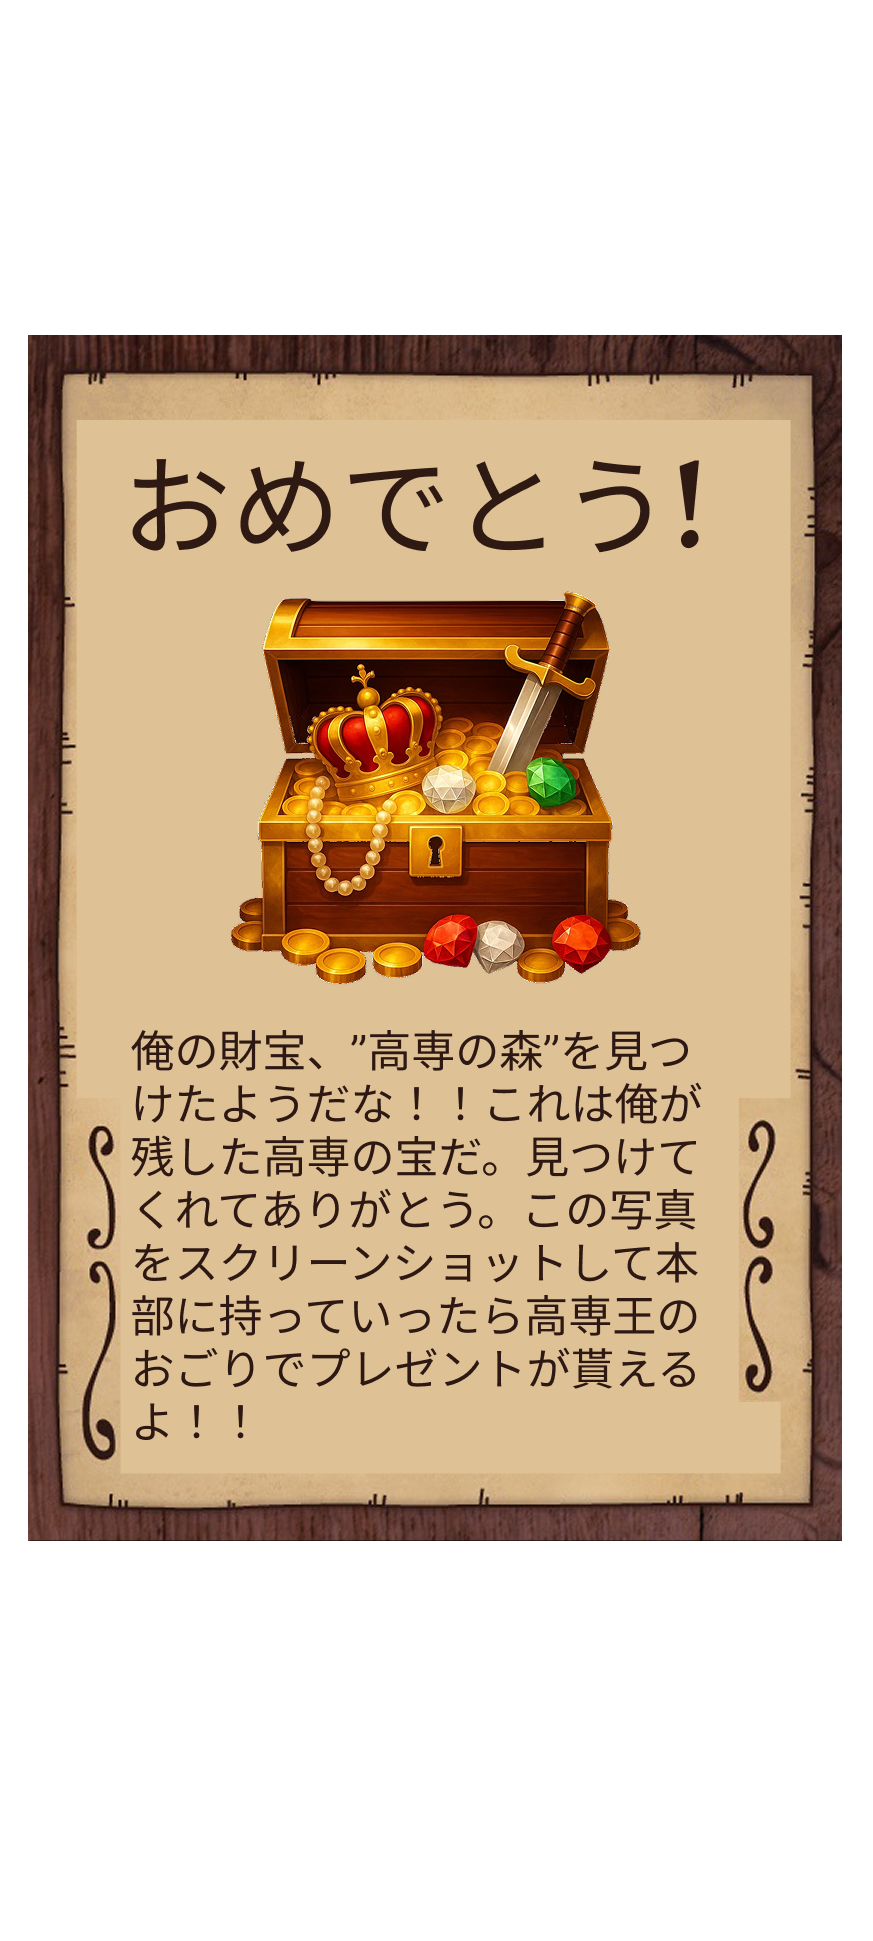 おめでとう!
俺の財宝、”高専の森”を見つ
けたようだな！！これは俺が
残した高専の宝だ。見つけて
くれてありがとう。この写真
をスクリーンショットして本
部に持っていったら高専王の
おごりでプレゼントが貰える
よ！！